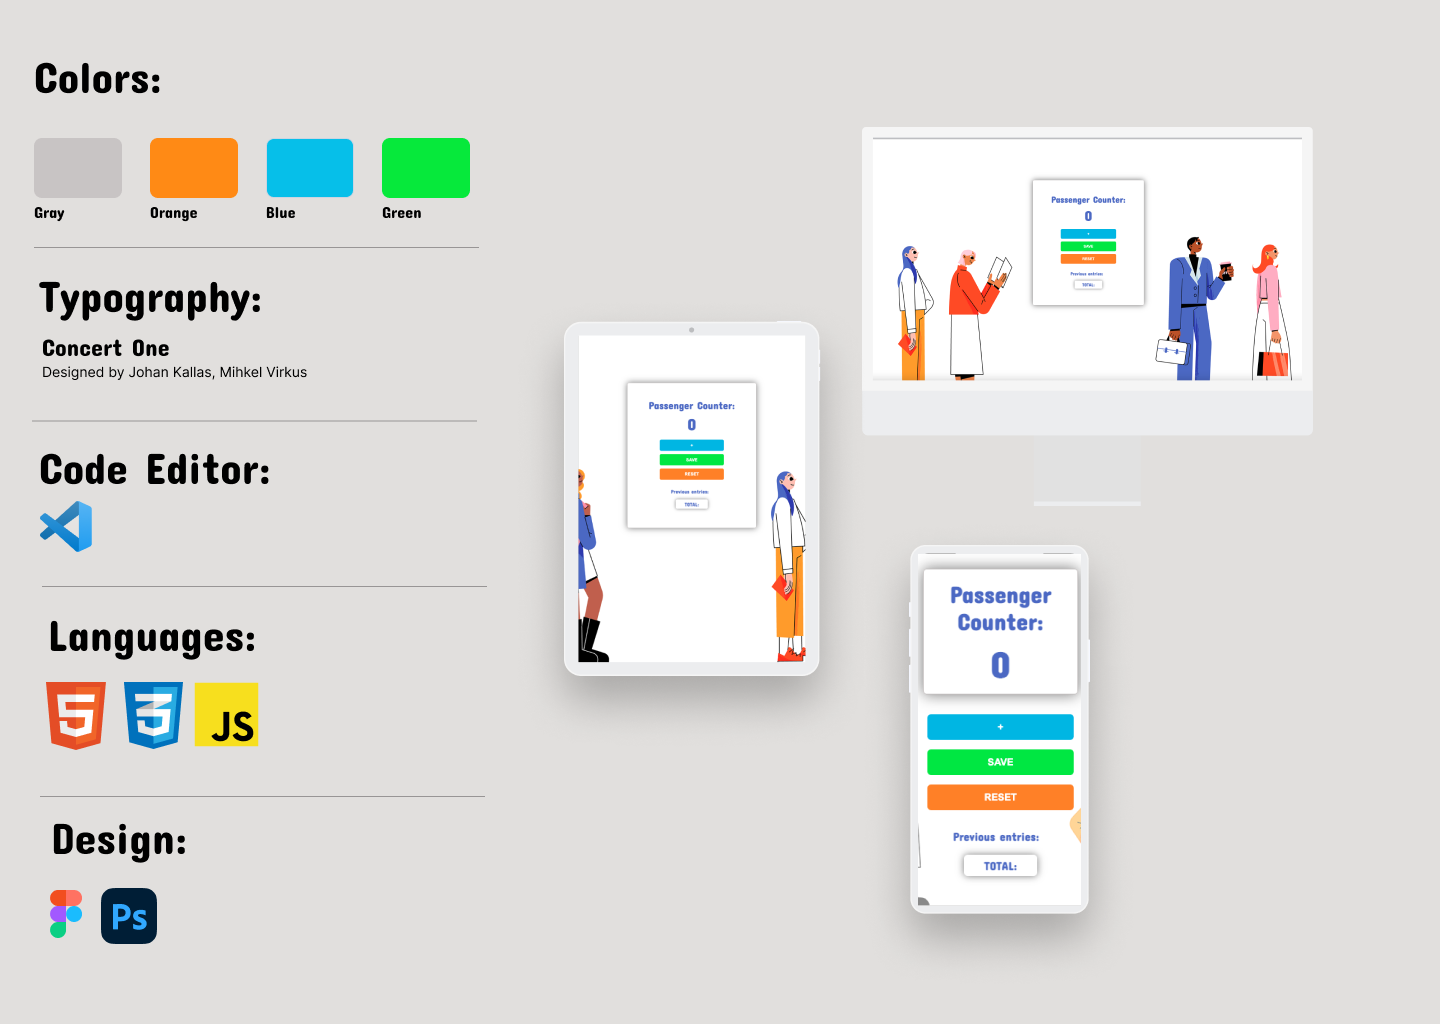 Colors:
Gray
Orange
Blue
Green
Typography:
Concert One
Designed by Johan Kallas, Mihkel Virkus
Code Editor:
Languages:
5
3
JS
Design:
Ps
Passenger Counter:
0
+
SAVE
RESET
Previous entries:
TOTAL:
Passenger Counter:
0
+
SAVE
RESET
Previous entries:
TOTAL:
Passenger
Counter:
0
+
SAVE
RESET
Previous entries:
TOTAL: